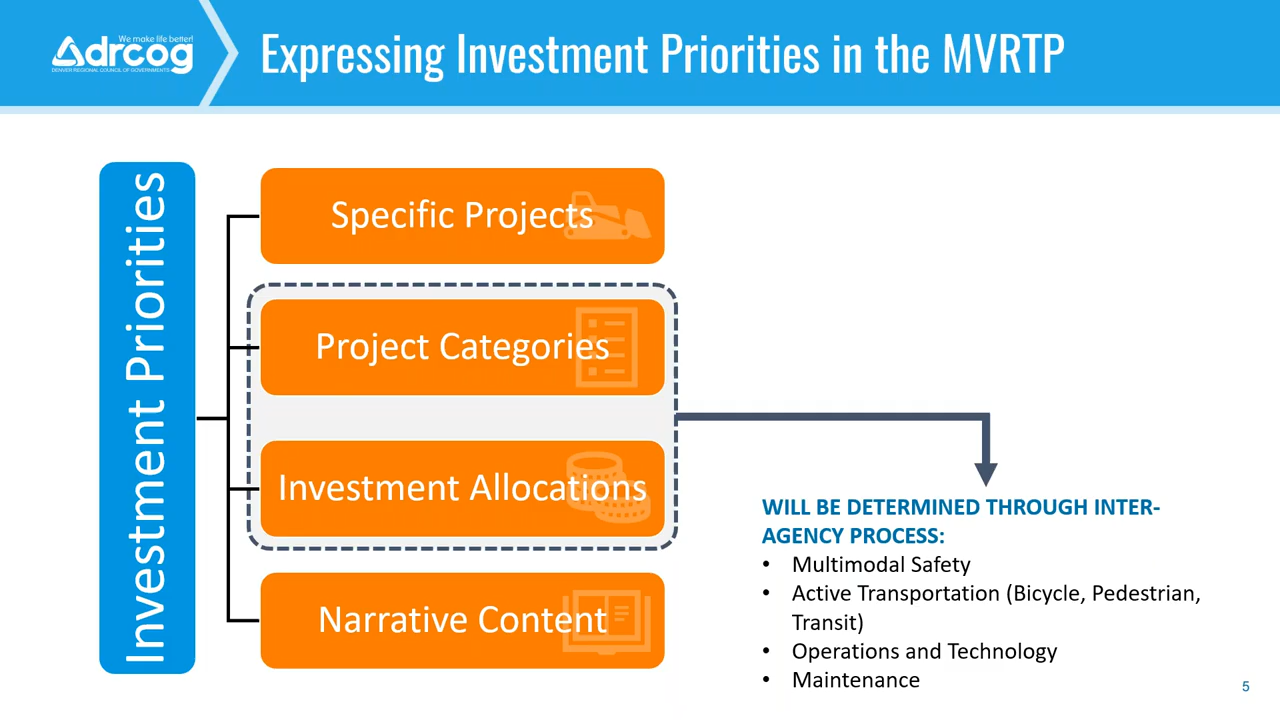 We make life better!
drcog
DENVER REGIONAL COUNCIL OF GOVERNMENTS
Expressing Investment Priorities in the MVRTP
Investment Priorities
Specific Projects
Project Categories
Investment Allocations
Narrative Content
WILL BE DETERMINED THROUGH INTER-
AGENCY PROCESS:
• Multimodal Safety
• Active Transportation (Bicycle, Pedestrian,
Transit)
• Operations and Technology
• Maintenance
5